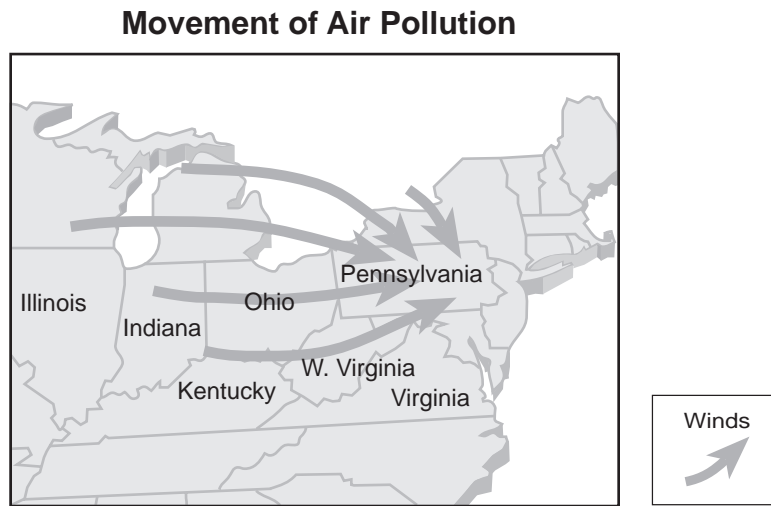 Movement of Air Pollution
Pennsylvania
Illinois
Ohio
Indiana
W. Virginia
Kentucky
Virginia
Winds